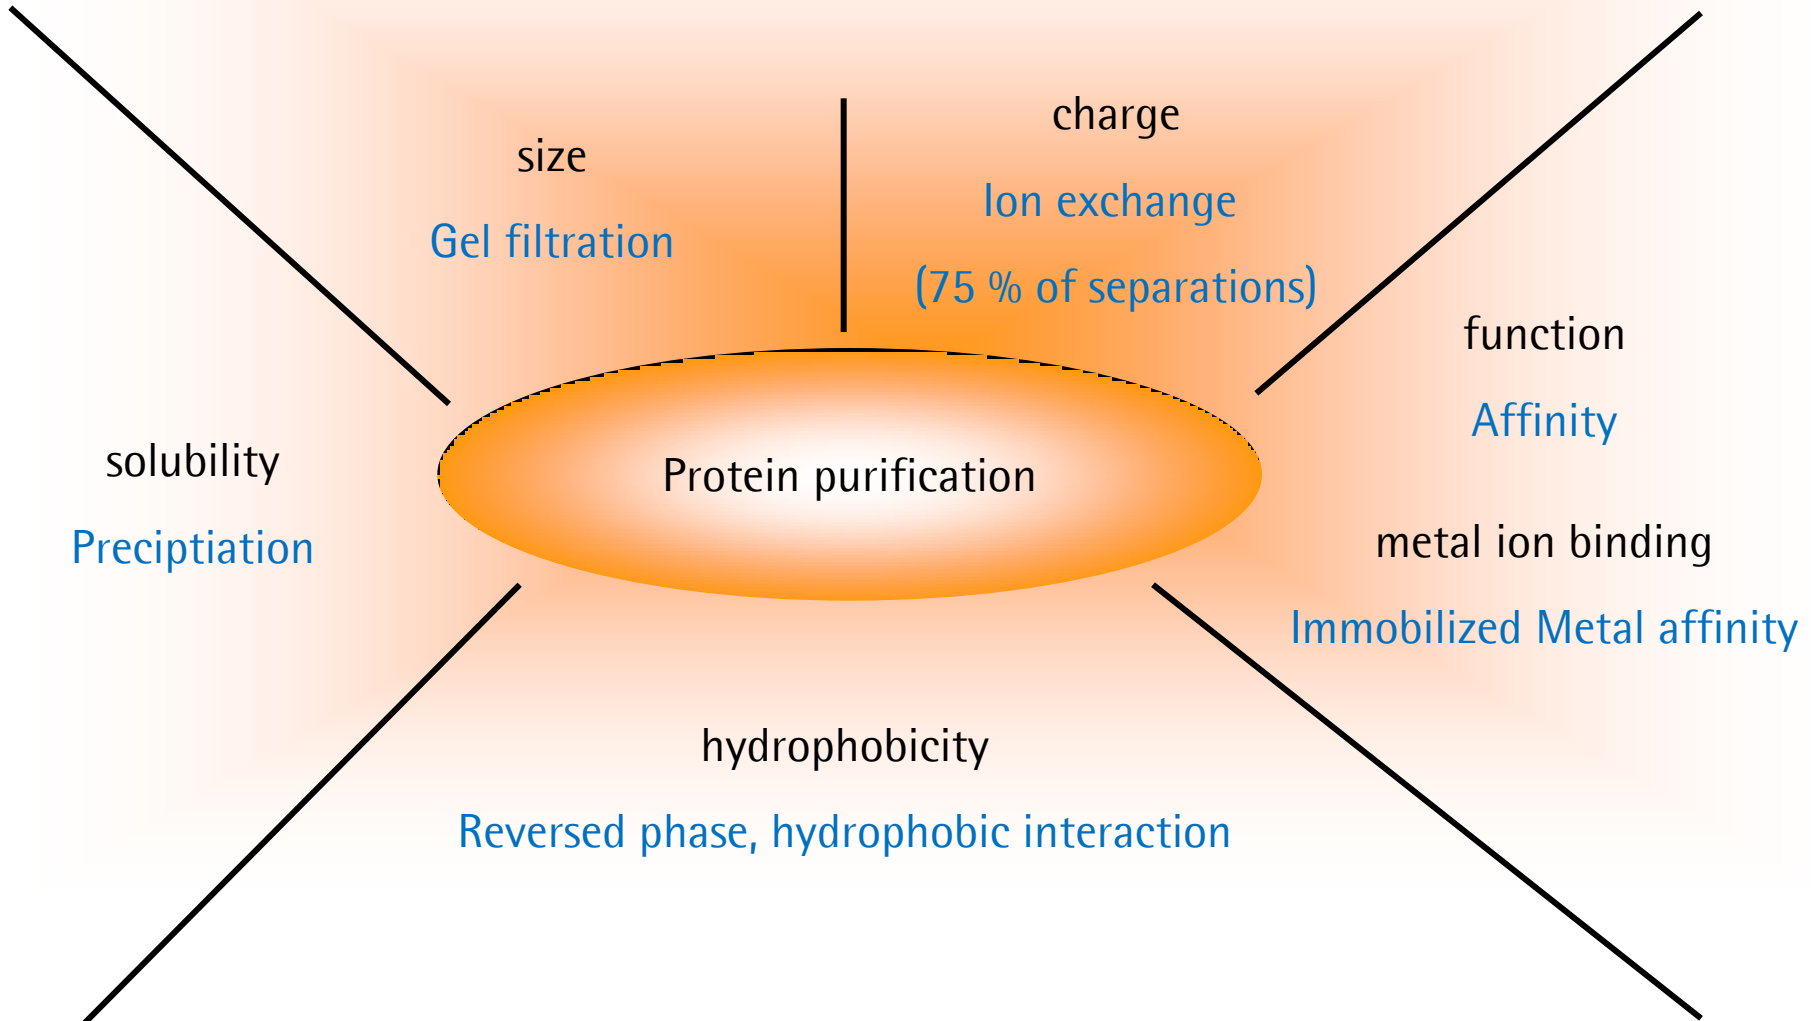 size
Gel filtration
charge
Ion exchange
(75 % of separations)
function
Affinity
solubility
Preciptiation
Protein purification
metal ion binding
Immobilized Metal affinity
hydrophobicity
Reversed phase, hydrophobic interaction